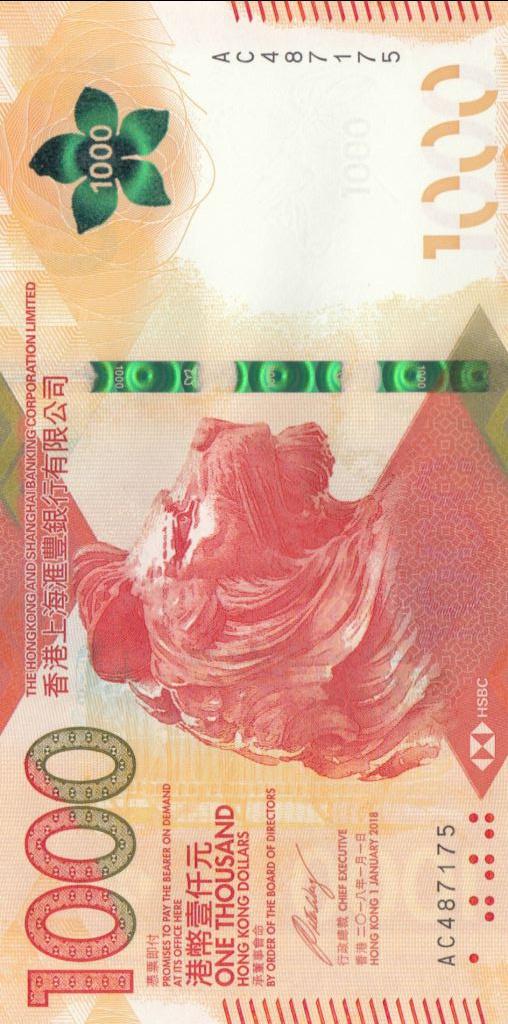 THE HONGKONG AND SHANGHAI BANKING CORPORATION LIMITED
香港上海滙豐銀行有限公司
1000
憑票即付
PROMISES TO PAY THE BEARER ON DEMAND
AT ITS OFFICE HERE
港幣壹仟元
ONE THOUSAND
HONG KONG DOLLARS
承董事會命
BY ORDER OF THE BOARD OF DIRECTORS
行政總裁 CHIEF EXECUTIVE
香港 二〇一八年一月一日
HONG KONG 1 JANUARY 2018
AC487175
HSBC
1000
1000
1000
1000
AC487175
1000
1000